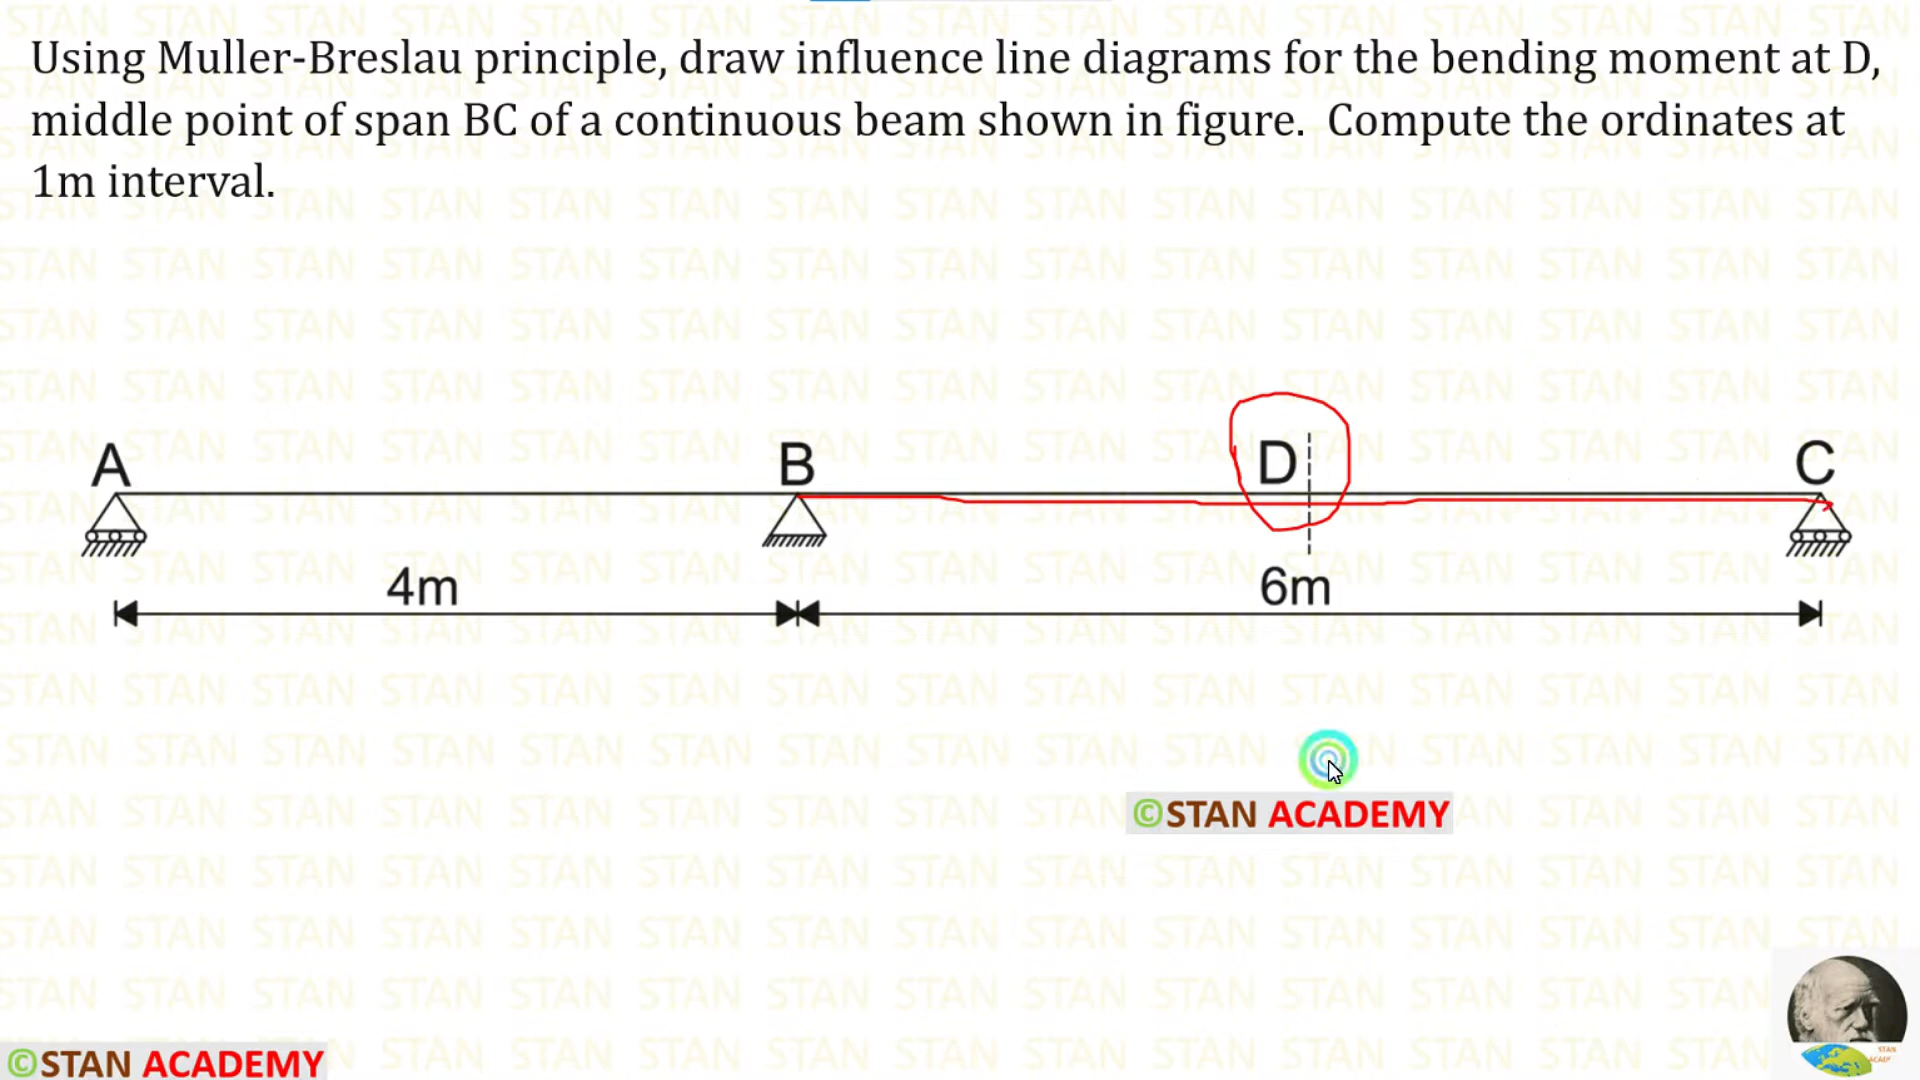 Using Muller-Breslau principle, draw influence line diagrams for the bending moment at D,
middle point of span BC of a continuous beam shown in figure. Compute the ordinates at
1m interval.
A B D C
4m 6m
©STAN ACADEMY
©STAN ACADEMY